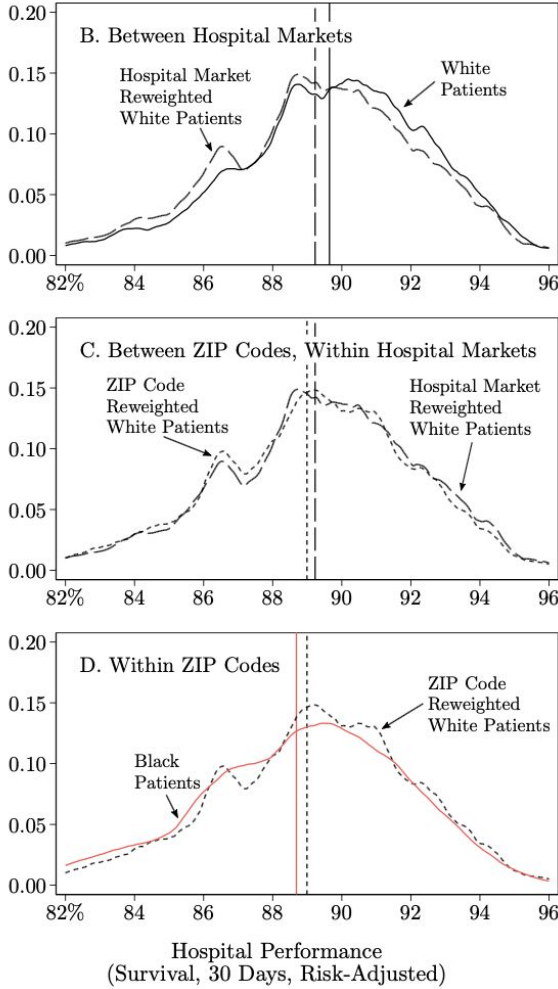 B. Between Hospital Markets
Hospital Market
Reweighted
White Patients
White
Patients
0.20
0.15
0.10
0.05
0.00
82%
84
86
88
90
92
94
96
C. Between ZIP Codes, Within Hospital Markets
ZIP Code
Reweighted
White Patients
Hospital Market
Reweighted
White Patients
0.20
0.15
0.10
0.05
0.00
82%
84
86
88
90
92
94
96
D. Within ZIP Codes
ZIP Code
Reweighted
White Patients
Black
Patients
0.20
0.15
0.10
0.05
0.00
82%
84
86
88
90
92
94
96
Hospital Performance
(Survival, 30 Days, Risk-Adjusted)